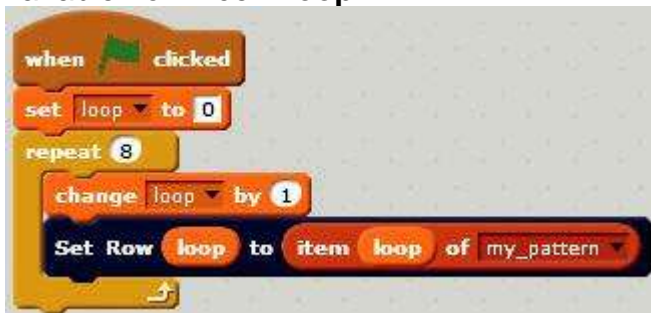 when clicked
set loop to 0
repeat 8
change loop by 1
Set Row loop to item loop of my_pattern